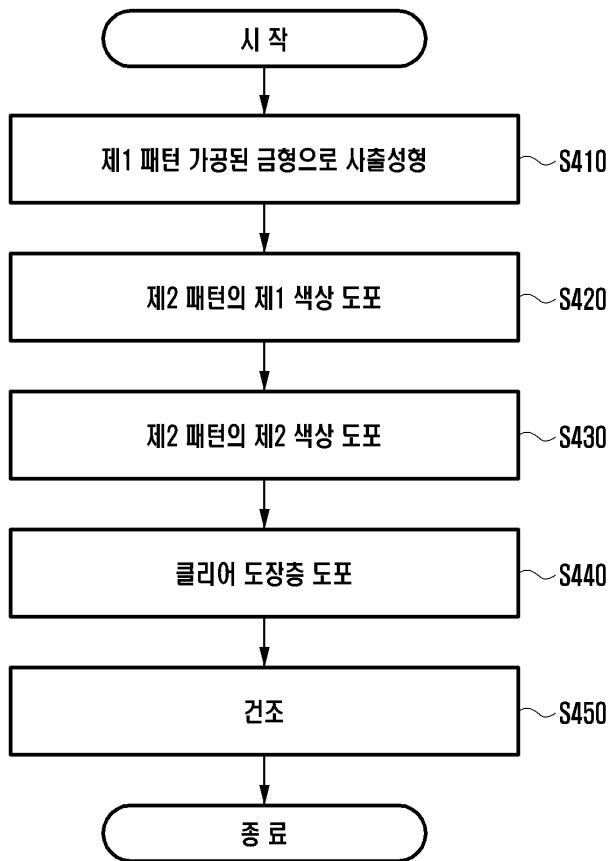 시 작
제1 패턴 가공된 금형으로 사출성형
S410
제2 패턴의 제1 색상 도포
S420
제2 패턴의 제2 색상 도포
S430
클리어 도장층 도포
S440
건조
S450
종 료